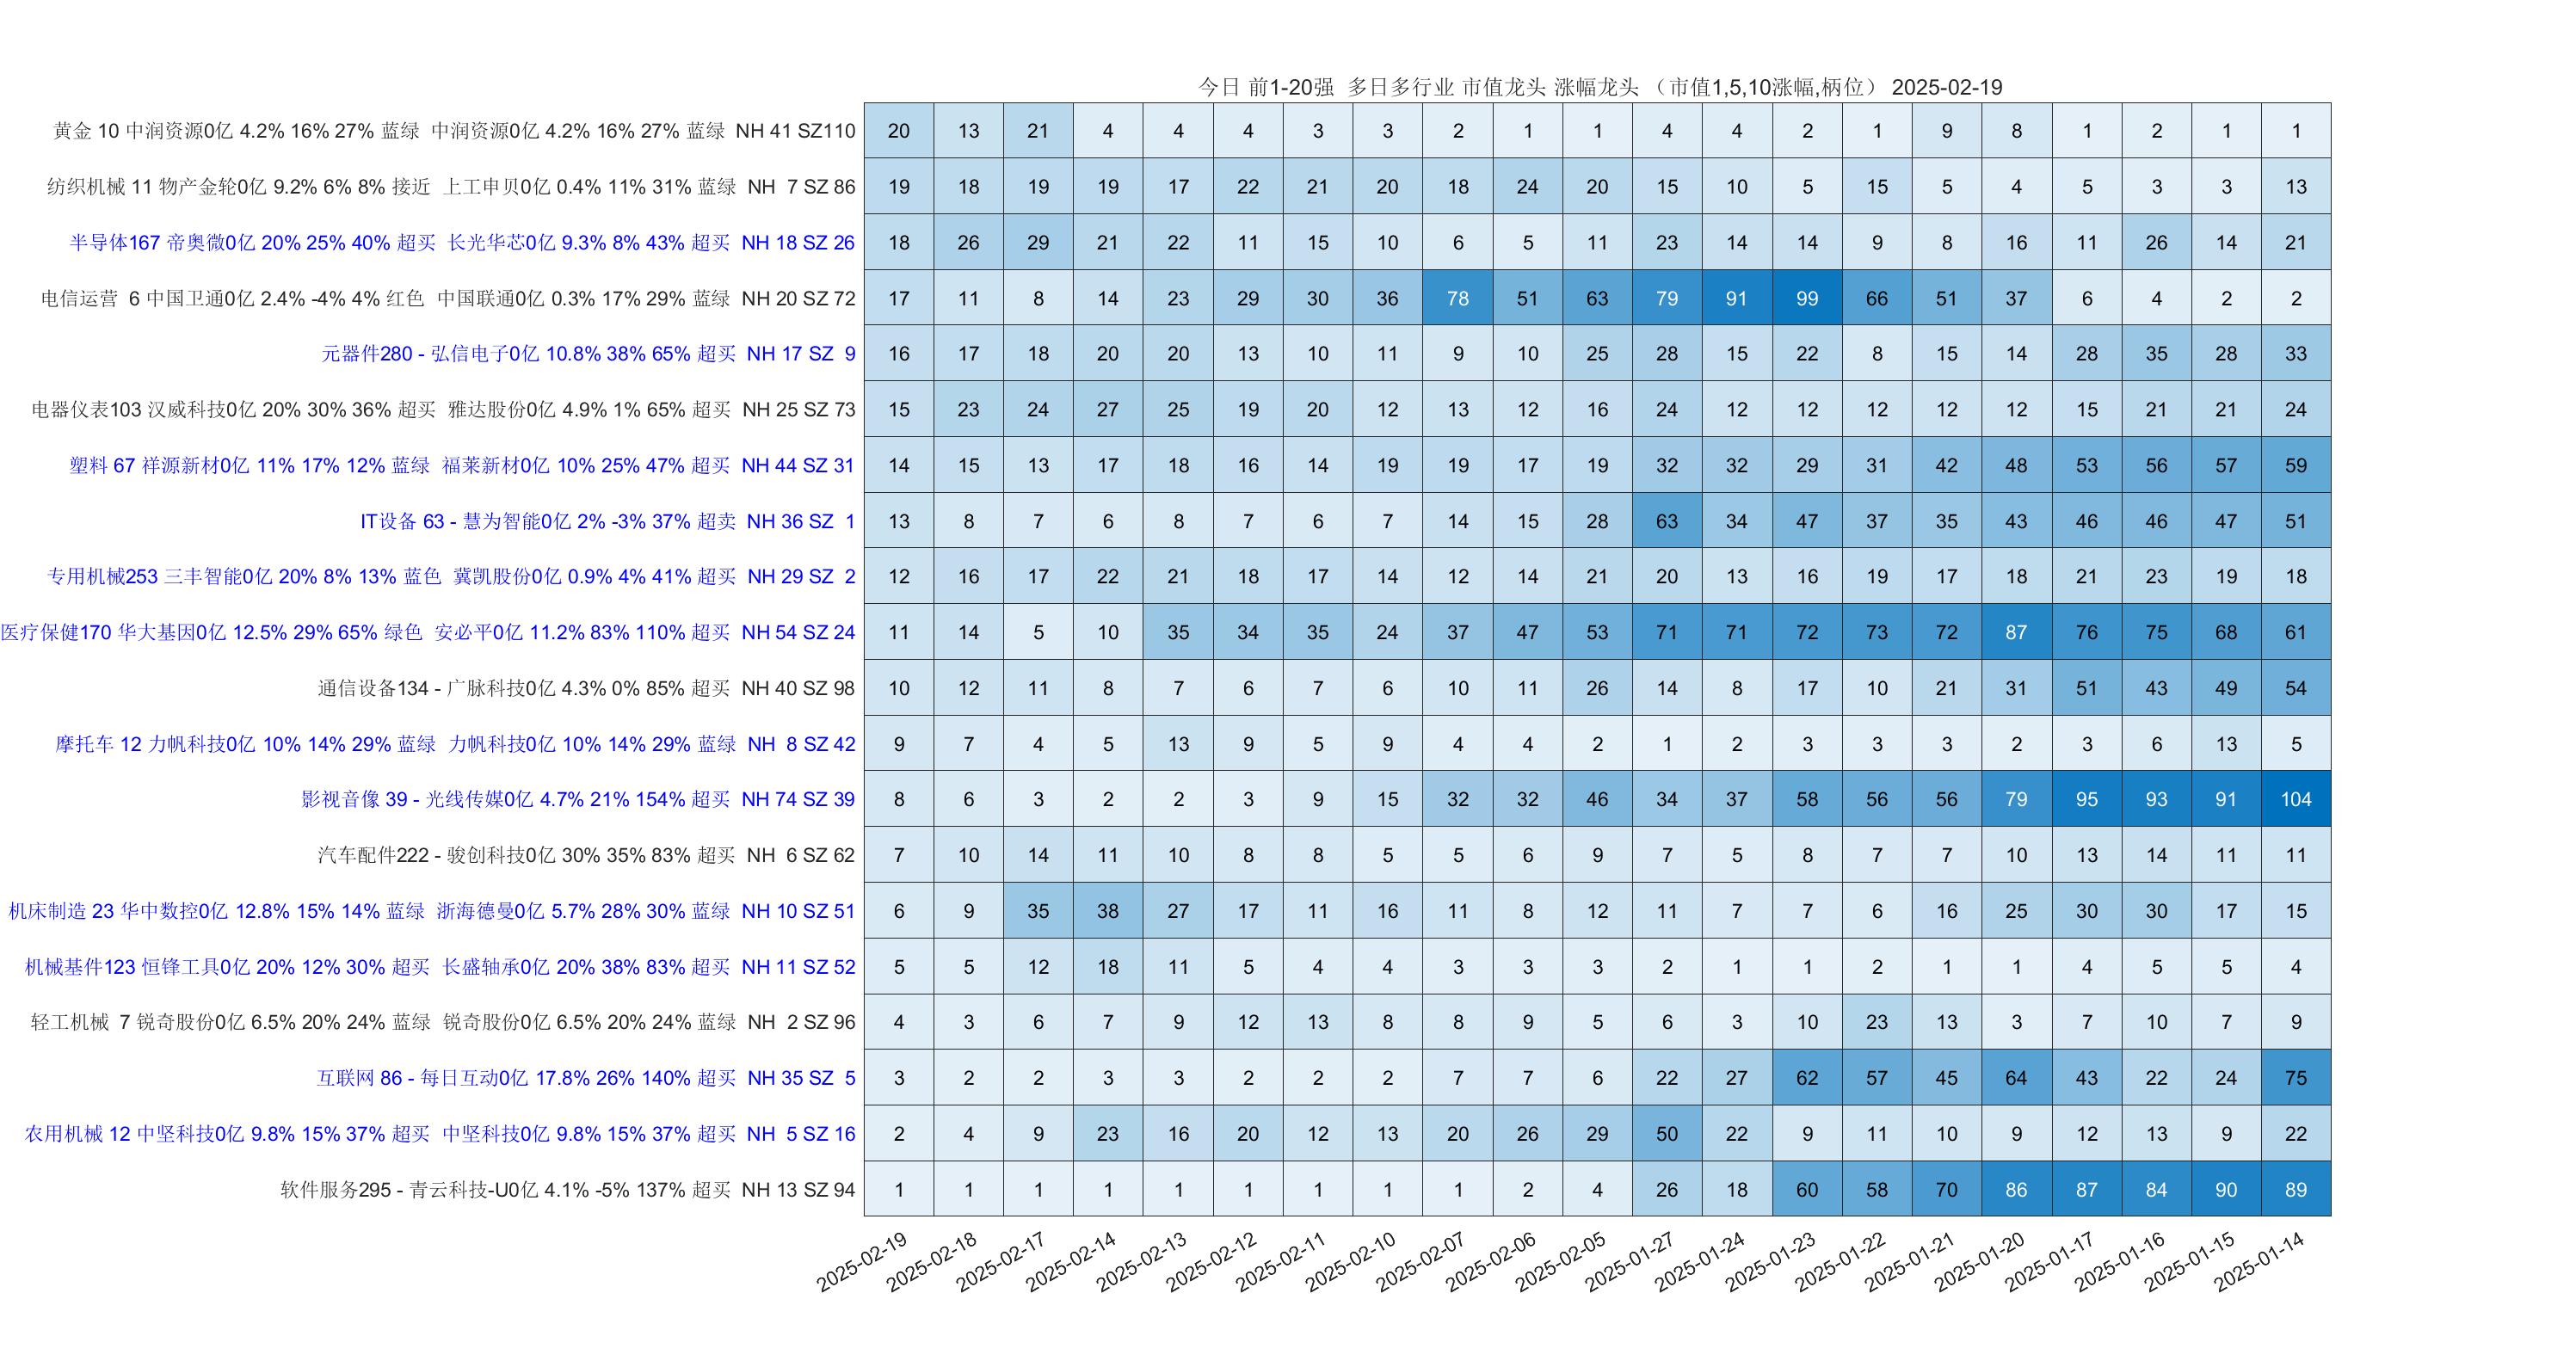 今日 前1-20强 多日多行业 市值龙头 涨幅龙头 （市值1,5,10涨幅,柄位） 2025-02-19
黄金 10 中润资源0亿 4.2% 16% 27% 蓝绿 中润资源0亿 4.2% 16% 27% 蓝绿 NH 41 SZ110 20 13 21 4 4 4 3 3 2 1 1 4 4 2 1 9 8 1 2 1 1
纺织机械 11 物产金轮0亿 9.2% 6% 8% 接近 上工申贝0亿 0.4% 11% 31% 蓝绿 NH 7 SZ 86 19 18 19 19 17 22 21 20 18 24 20 15 10 5 15 5 4 5 3 3 13
半导体167 帝奥微0亿 20% 25% 40% 超买 长光华芯0亿 9.3% 8% 43% 超买 NH 18 SZ 26 18 26 29 21 22 11 15 10 6 5 11 23 14 14 9 8 16 11 26 14 21
电信运营 6 中国卫通0亿 2.4% -4% 4% 红色 中国联通0亿 0.3% 17% 29% 蓝绿 NH 20 SZ 72 17 11 8 14 23 29 30 36 78 51 63 79 91 99 66 51 37 6 4 2 2
元器件280 - 弘信电子0亿 10.8% 38% 65% 超买 NH 17 SZ 9 16 17 18 20 20 13 10 11 9 10 25 28 15 22 8 15 14 28 35 28 33
电器仪表103 汉威科技0亿 20% 30% 36% 超买 雅达股份0亿 4.9% 1% 65% 超买 NH 25 SZ 73 15 23 24 27 25 19 20 12 13 12 16 24 12 12 12 12 12 15 21 21 24
塑料 67 祥源新材0亿 11% 17% 12% 蓝绿 福莱新材0亿 10% 25% 47% 超买 NH 44 SZ 31 14 15 13 17 18 16 14 19 19 17 19 32 32 29 31 42 48 53 56 57 59
IT设备 63 - 慧为智能0亿 2% -3% 37% 超卖 NH 36 SZ 1 13 8 7 6 8 7 6 7 14 15 28 63 34 47 37 35 43 46 46 47 51
专用机械253 三丰智能0亿 20% 8% 13% 蓝色 冀凯股份0亿 0.9% 4% 41% 超买 NH 29 SZ 2 12 16 17 22 21 18 17 14 12 14 21 20 13 16 19 17 18 21 23 19 18
医疗保健170 华大基因0亿 12.5% 29% 65% 绿色 安必平0亿 11.2% 83% 110% 超买 NH 54 SZ 24 11 14 5 10 35 34 35 24 37 47 53 71 71 72 73 72 87 76 75 68 61
通信设备134 - 广脉科技0亿 4.3% 0% 85% 超买 NH 40 SZ 98 10 12 11 8 7 6 7 6 10 11 26 14 8 17 10 21 31 51 43 49 54
摩托车 12 力帆科技0亿 10% 14% 29% 蓝绿 力帆科技0亿 10% 14% 29% 蓝绿 NH 8 SZ 42 9 7 4 5 13 9 5 9 4 4 2 1 2 3 3 3 2 3 6 13 5
影视音像 39 - 光线传媒0亿 4.7% 21% 154% 超买 NH 74 SZ 39 8 6 3 2 2 3 9 15 32 32 46 34 37 58 56 56 79 95 93 91 104
汽车配件222 - 骏创科技0亿 30% 35% 83% 超买 NH 6 SZ 62 7 10 14 11 10 8 8 5 5 6 9 7 5 8 7 7 10 13 14 11 11
机床制造 23 华中数控0亿 12.8% 15% 14% 蓝绿 浙海德曼0亿 5.7% 28% 30% 蓝绿 NH 10 SZ 51 6 9 35 38 27 17 11 16 11 8 12 11 7 7 6 16 25 30 30 17 15
机械基件123 恒锋工具0亿 20% 12% 30% 超买 长盛轴承0亿 20% 38% 83% 超买 NH 11 SZ 52 5 5 12 18 11 5 4 4 3 3 3 2 1 1 2 1 1 4 5 5 4
轻工机械 7 锐奇股份0亿 6.5% 20% 24% 蓝绿 锐奇股份0亿 6.5% 20% 24% 蓝绿 NH 2 SZ 96 4 3 6 7 9 12 13 8 8 9 5 6 3 10 23 13 3 7 10 7 9
互联网 86 - 每日互动0亿 17.8% 26% 140% 超买 NH 35 SZ 5 3 2 2 3 3 2 2 2 7 7 6 22 27 62 57 45 64 43 22 24 75
农用机械 12 中坚科技0亿 9.8% 15% 37% 超买 中坚科技0亿 9.8% 15% 37% 超买 NH 5 SZ 16 2 4 9 23 16 20 12 13 20 26 29 50 22 9 11 10 9 12 13 9 22
软件服务295 - 青云科技-U0亿 4.1% -5% 137% 超买 NH 13 SZ 94 1 1 1 1 1 1 1 1 1 2 4 26 18 60 58 70 86 87 84 90 89
2025-02-19 2025-02-18 2025-02-17 2025-02-14 2025-02-13 2025-02-12 2025-02-11 2025-02-10 2025-02-07 2025-02-06 2025-02-05 2025-01-27 2025-01-24 2025-01-23 2025-01-22 2025-01-21 2025-01-20 2025-01-17 2025-01-16 2025-01-15 2025-01-14